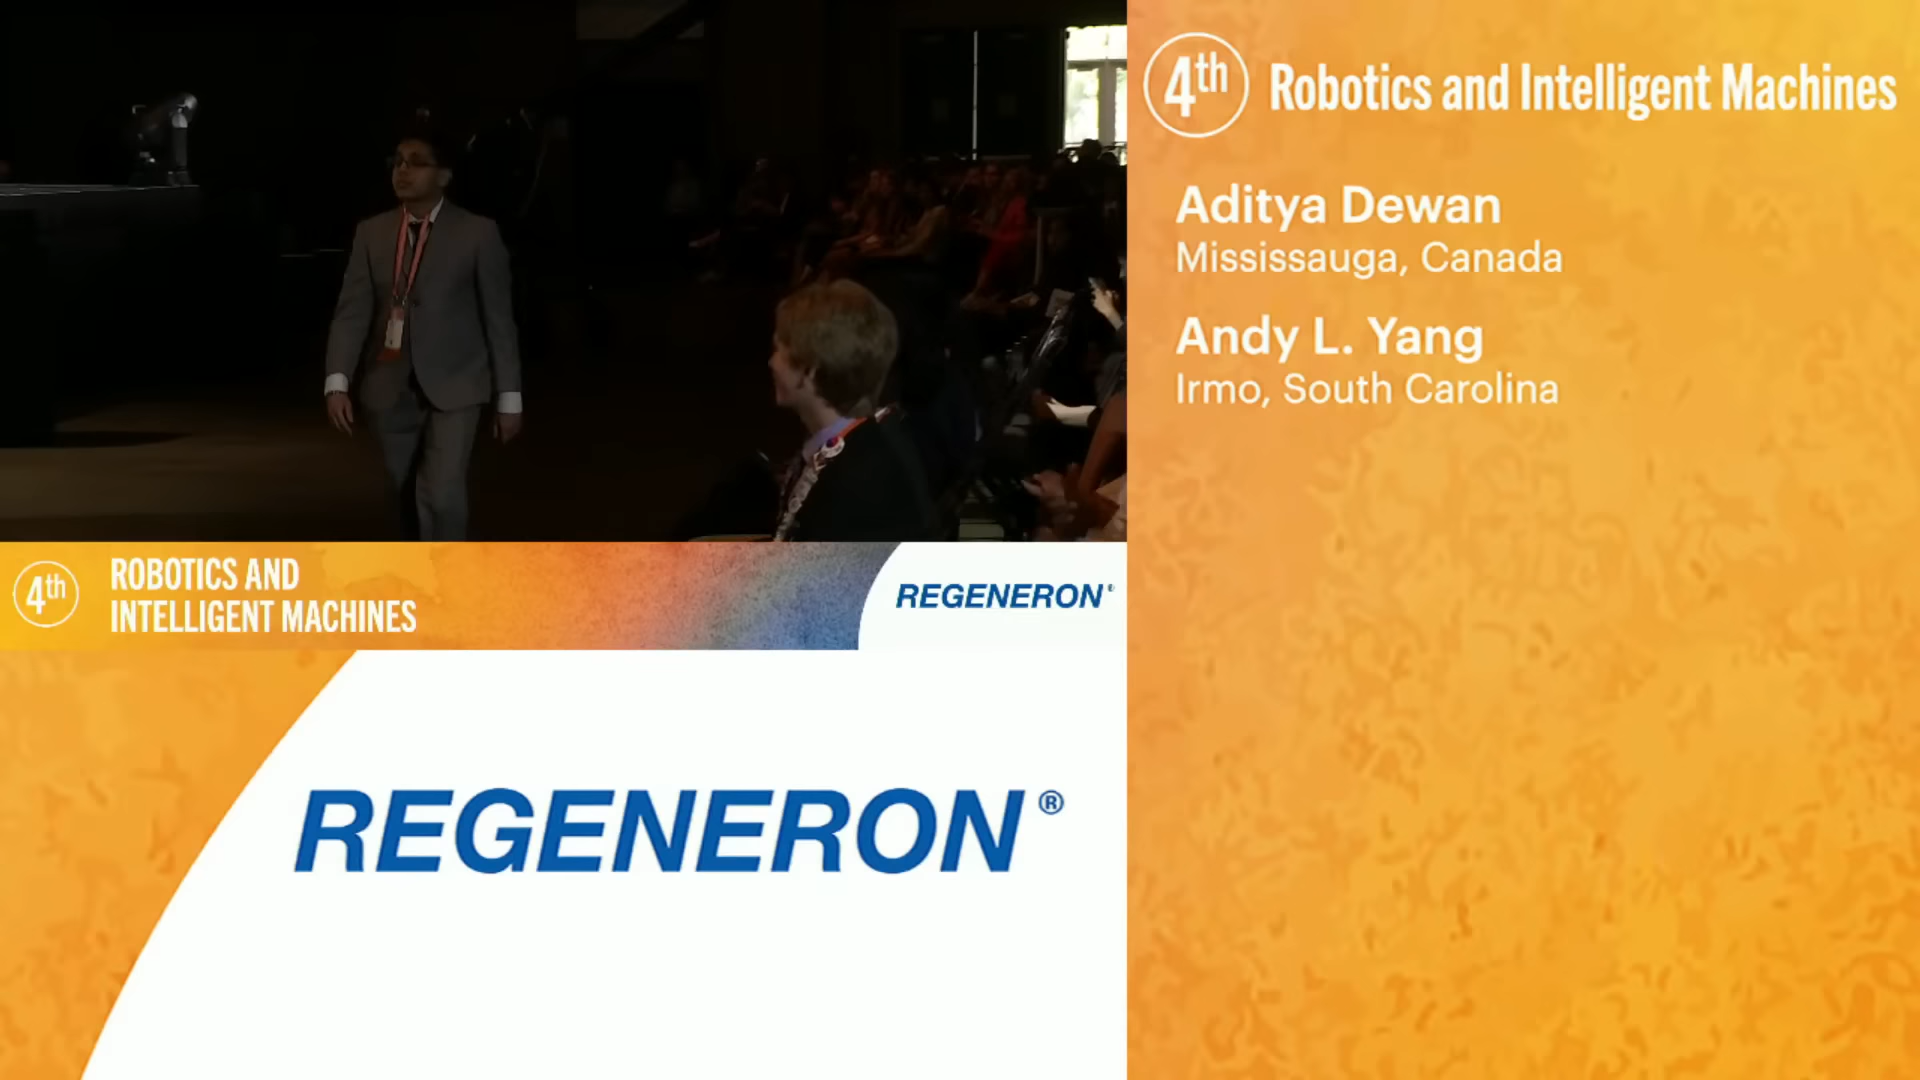 4th Robotics and Intelligent Machines
Aditya Dewan
Mississauga, Canada
Andy L. Yang
Irmo, South Carolina
4th ROBOTICS AND
INTELLIGENT MACHINES
REGENERON®
REGENERON®